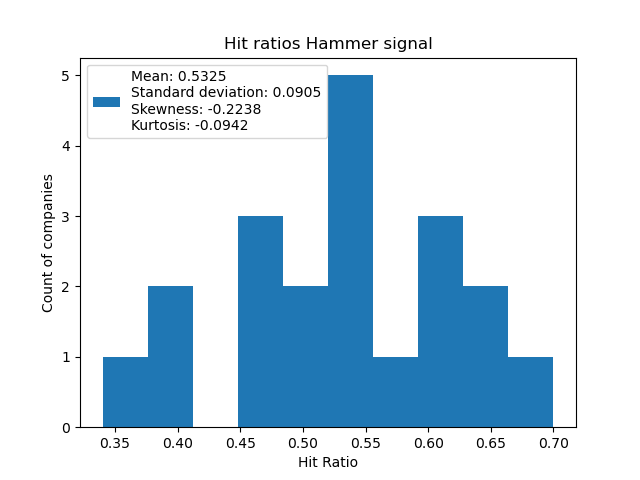 Hit ratios Hammer signal
Mean: 0.5325
Standard deviation: 0.0905
Skewness: -0.2238
Kurtosis: -0.0942
5
4
3
2
1
0
Count of companies
0.35 0.40 0.45 0.50 0.55 0.60 0.65 0.70
Hit Ratio